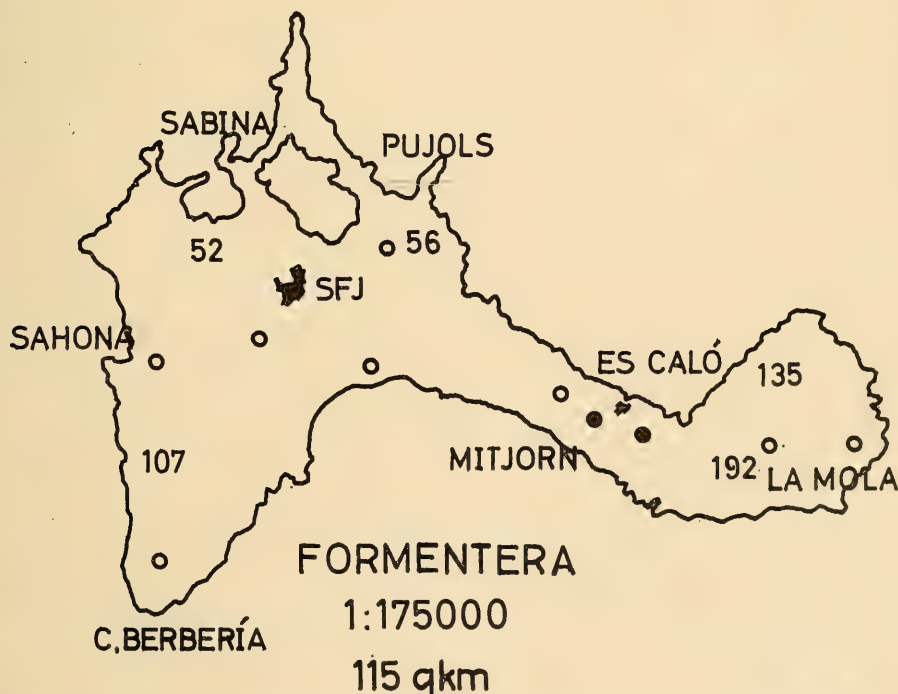 SABINA
PUJOLS
52
56
SFJ
SAHONA
ES CALÓ
135
107
MITJORN
192
LA MOLA
FORMENTERA
1:175000
C.BERBERÍA
115 qkm